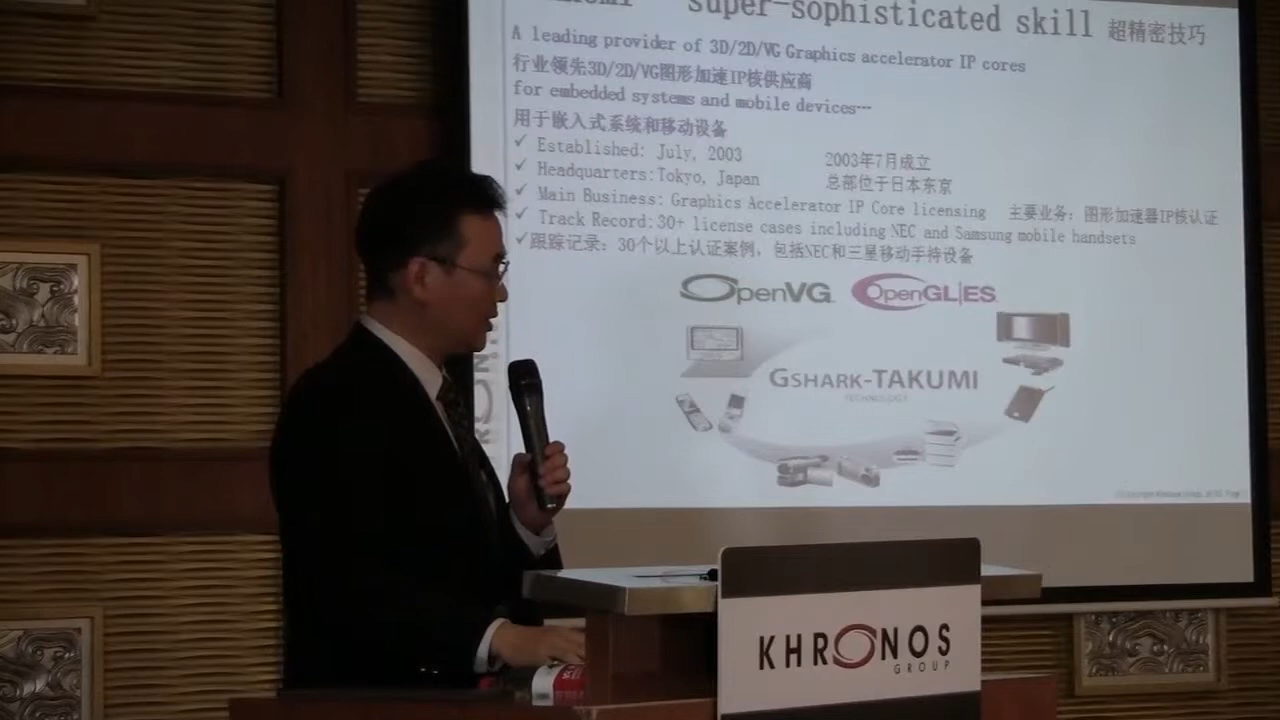 super-sophisticated skill 超精密技巧
A leading provider of 3D/2D/VG Graphics accelerator IP cores
行业领先3D/2D/VG图形加速IP核供应商
for embedded systems and mobile devices…
用于嵌入式系统和移动设备
✓ Established: July, 2003 2003年7月成立
✓ Headquarters:Tokyo, Japan 总部位于日本东京
✓ Main Business: Graphics Accelerator IP Core licensing 主要业务: 图形加速器IP核认证
✓ Track Record:30+ license cases including NEC and Samsung mobile handsets
✓跟踪记录: 30个以上认证案例, 包括NEC和三星移动手持设备
OpenVG OpenGL|ES
GSHARK-TAKUMI
TECHNOLOGY
KHRONOS
GROUP